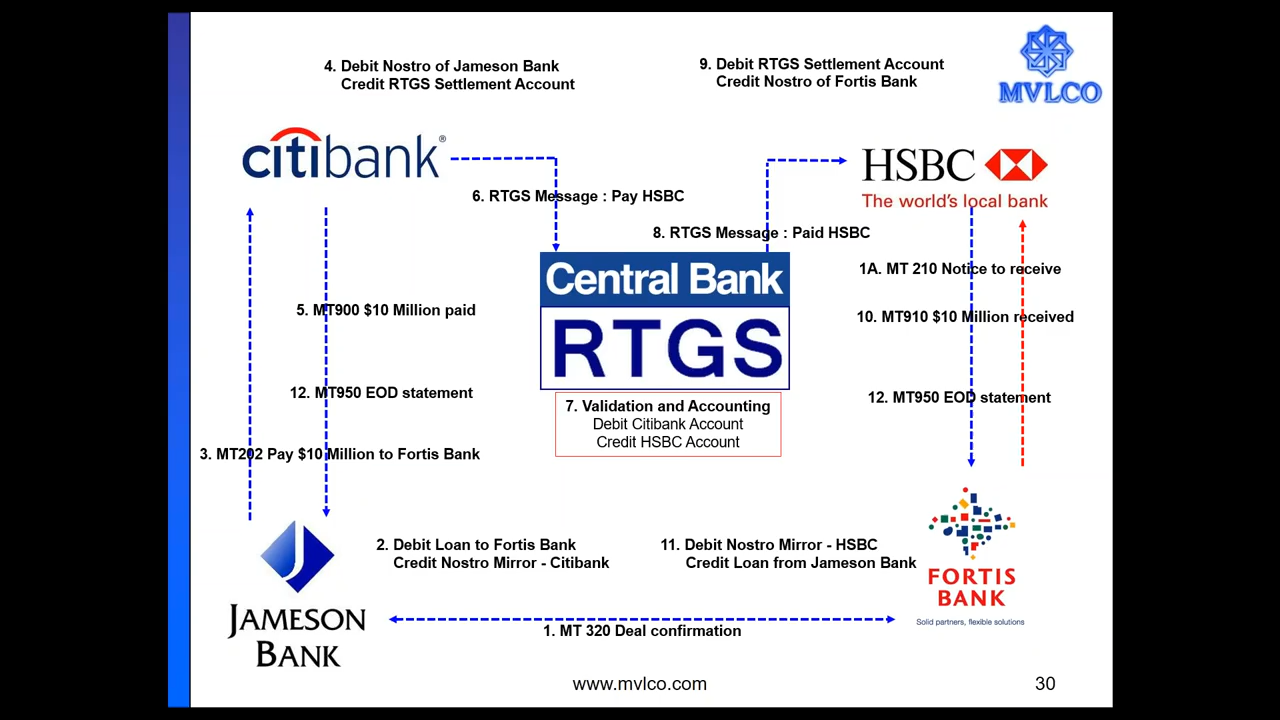 4. Debit Nostro of Jameson Bank
Credit RTGS Settlement Account
9. Debit RTGS Settlement Account
Credit Nostro of Fortis Bank
MVLCO
citibank®
HSBC
The world's local bank
6. RTGS Message : Pay HSBC
8. RTGS Message : Paid HSBC
Central Bank
RTGS
1A. MT 210 Notice to receive
5. MT900 $10 Million paid
10. MT910 $10 Million received
12. MT950 EOD statement
12. MT950 EOD statement
7. Validation and Accounting
Debit Citibank Account
Credit HSBC Account
3. MT202 Pay $10 Million to Fortis Bank
2. Debit Loan to Fortis Bank
Credit Nostro Mirror - Citibank
11. Debit Nostro Mirror - HSBC
Credit Loan from Jameson Bank
JAMESON
BANK
FORTIS
BANK
Solid partners, flexible solutions
1. MT 320 Deal confirmation
www.mvlco.com
30